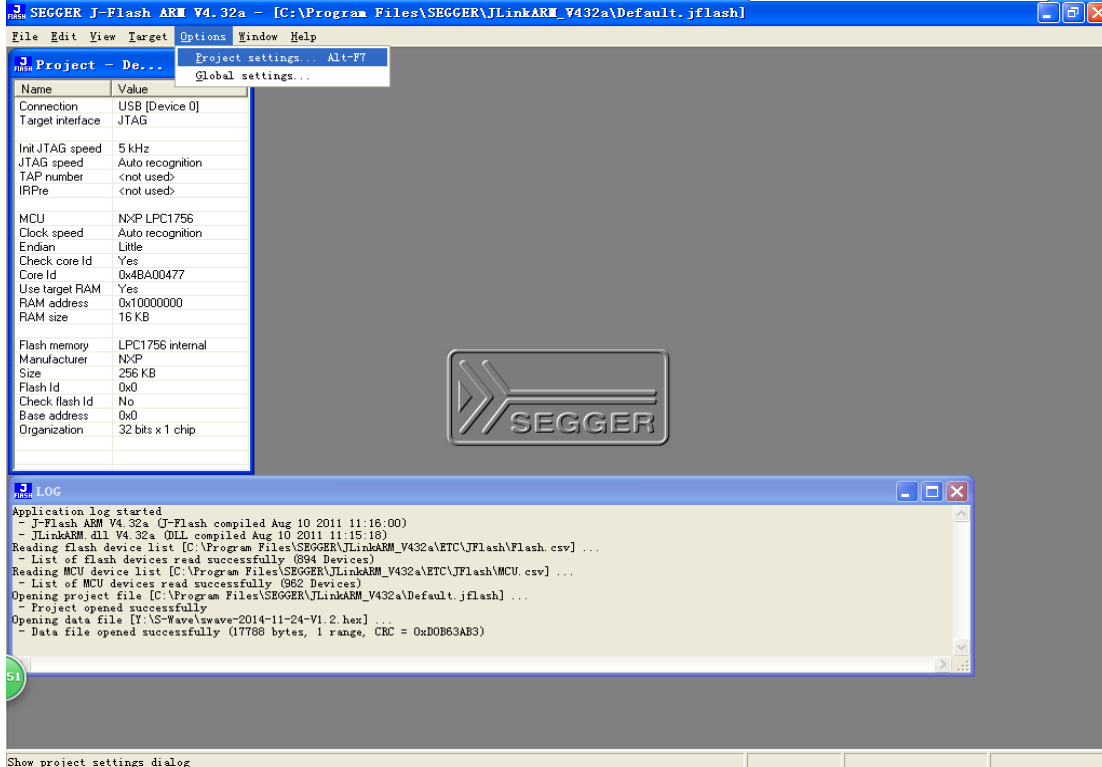 SEGGER J-Flash ARM V4.32a - [C:\Program Files\SEGGER\JLinkARM_V432a\Default.jflash]
File Edit View Target Options Window Help
Project settings... Alt-F7
Global settings...
Project - De...
Name Value
Connection USB [Device 0]
Target interface JTAG
Init JTAG speed 5 kHz
JTAG speed Auto recognition
TAP number <not used>
IRPre <not used>
MCU NXP LPC1756
Clock speed Auto recognition
Endian Little
Check core Id Yes
Core Id 0x4BA00477
Use target RAM Yes
RAM address 0x10000000
RAM size 16 KB
Flash memory LPC1756 internal
Manufacturer NXP
Size 256 KB
Flash Id 0x0
Check flash Id No
Base address 0x0
Organization 32 bits x 1 chip
SEGGER
LOG
Application log started
- J-Flash ARM V4.32a (J-Flash compiled Aug 10 2011 11:16:00)
- JLinkARM.dll V4.32a (DLL compiled Aug 10 2011 11:15:18)
Reading flash device list [C:\Program Files\SEGGER\JLinkARM_V432a\ETC\JFlash\Flash.csv] ...
- List of flash devices read successfully (894 Devices)
Reading MCU device list [C:\Program Files\SEGGER\JLinkARM_V432a\ETC\JFlash\MCU.csv] ...
- List of MCU devices read successfully (962 Devices)
Opening project file [C:\Program Files\SEGGER\JLinkARM_V432a\Default.jflash] ...
- Project opened successfully
Opening data file [Y:\S-Wave\swave-2014-11-24-V1.2.hex] ...
- Data file opened successfully (17788 bytes, 1 range, CRC = 0xD0B63AB3)
51
Show project settings dialog